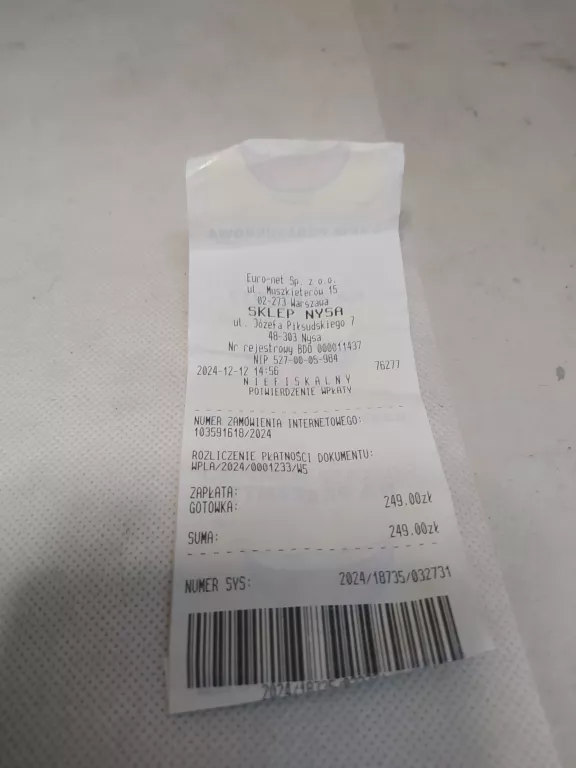 Euro-net Sp. z o.o.
ul. Muszkieterów 15
02-273 Warszawa
SKLEP NYSA
ul. Józefa Piłsudskiego 7
48-303 Nysa
Nr rejestrowy BDO 000011437
NIP 527-00-05-984
2024-12-12 14:56 76277
N I E F I S K A L N Y
POTWIERDZENIE WPŁATY
NUMER ZAMÓWIENIA INTERNETOWEGO:
103591618/2024
ROZLICZENIE PŁATNOŚCI DOKUMENTU:
WPLA/2024/0001233/W5
ZAPŁATA:
GOTÓWKA: 249.00zł
SUMA: 249.00zł
NUMER SYS: 2024/18735/032731